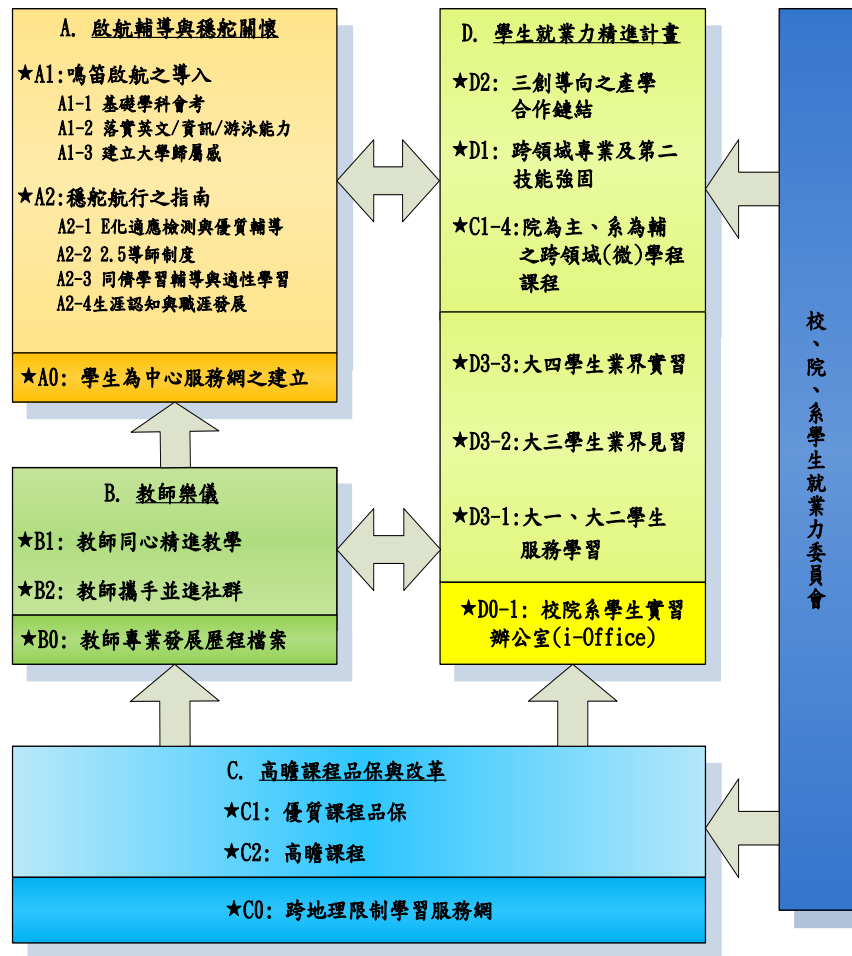 A. 啟航輔導與穩舵關懷
★A1:鳴笛啟航之導入
A1-1 基礎學科會考
A1-2 落實英文/資訊/游泳能力
A1-3 建立大學歸屬感
★A2:穩舵航行之指南
A2-1 E化適應檢測與優質輔導
A2-2 2.5導師制度
A2-3 同儕學習輔導與適性學習
A2-4生涯認知與職涯發展
★A0: 學生為中心服務網之建立
B. 教師樂儀
★B1: 教師同心精進教學
★B2: 教師攜手並進社群
★B0: 教師專業發展歷程檔案
D. 學生就業力精進計畫
★D2: 三創導向之產學
合作鏈結
★D1: 跨領域專業及第二
技能強固
★C1-4:院為主、系為輔
之跨領域(微)學程
課程
★D3-3:大四學生業界實習
★D3-2:大三學生業界見習
★D3-1:大一、大二學生
服務學習
★D0-1: 校院系學生實習
辦公室(i-Office)
C. 高瞻課程品保與改革
★C1: 優質課程品保
★C2: 高瞻課程
★C0: 跨地理限制學習服務網
校、院、系學生就業力委員會